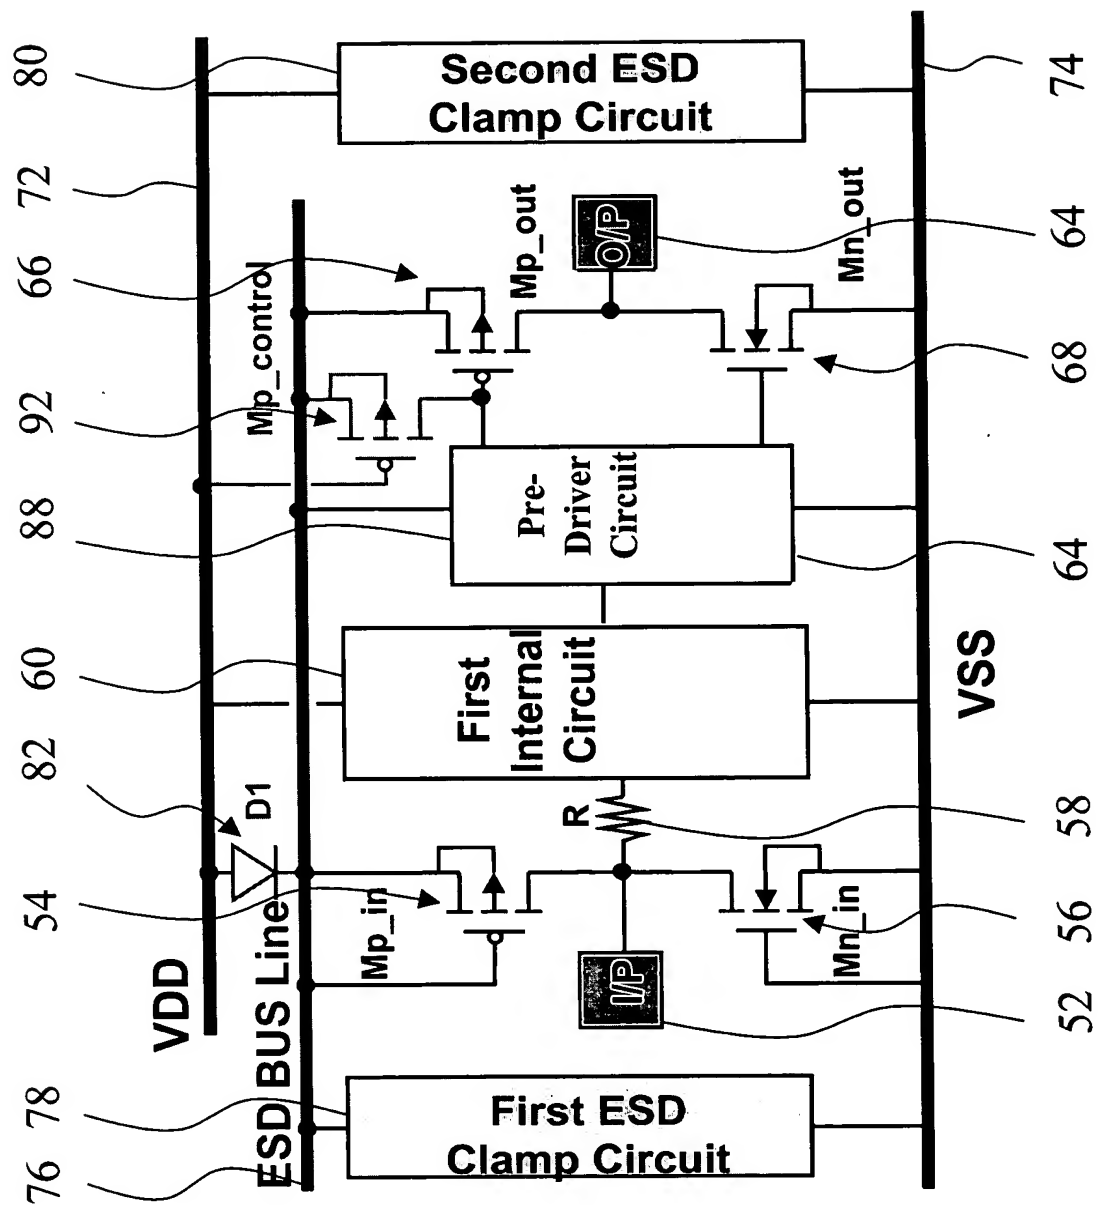 80
72
66
92
88
60
82
54
78
76
Second ESD
Clamp Circuit
74
Mp_out
O/P
64
Mn_out
Mp_control
68
Pre-
Driver
Circuit
64
First
Internal
Circuit
VSS
D1
R
58
VDD
ESD BUS Line
Mp_in
I/P
Mn_in
56
52
First ESD
Clamp Circuit